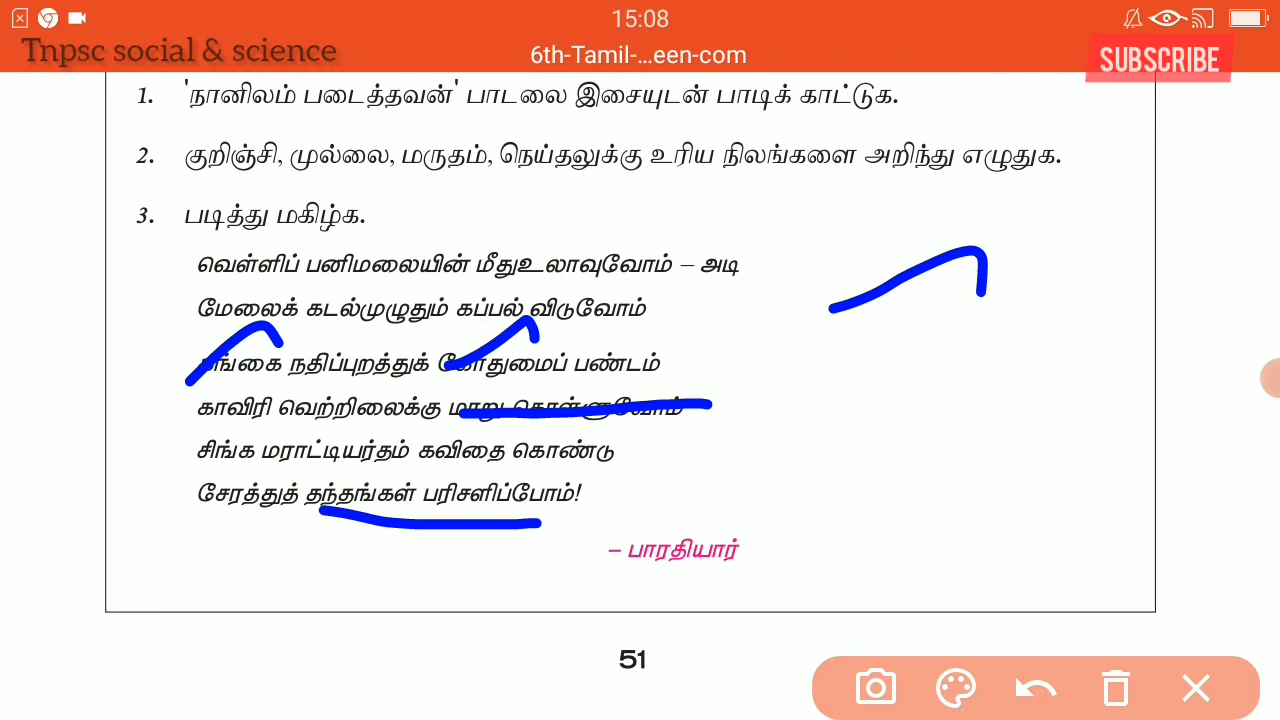 15:08
Tnpsc social & science
6th-Tamil-...een-com
SUBSCRIBE
1. 'நானிலம் படைத்தவன்' பாடலை இசையுடன் பாடிக் காட்டுக.
2. குறிஞ்சி, முல்லை, மருதம், நெய்தலுக்கு உரிய நிலங்களை அறிந்து எழுதுக.
3. படித்து மகிழ்க.
வெள்ளிப் பனிமலையின் மீதுஉலாவுவோம் – அடி
மேலைக் கடல்முழுதும் கப்பல் விடுவோம்
கங்கை நதிப்புறத்துக் கோதுமைப் பண்டம்
காவிரி வெற்றிலைக்கு மாறு கொள்ளுவோம்
சிங்க மராட்டியர்தம் கவிதை கொண்டு
சேரத்துத் தந்தங்கள் பரிசளிப்போம்!
– பாரதியார்
51